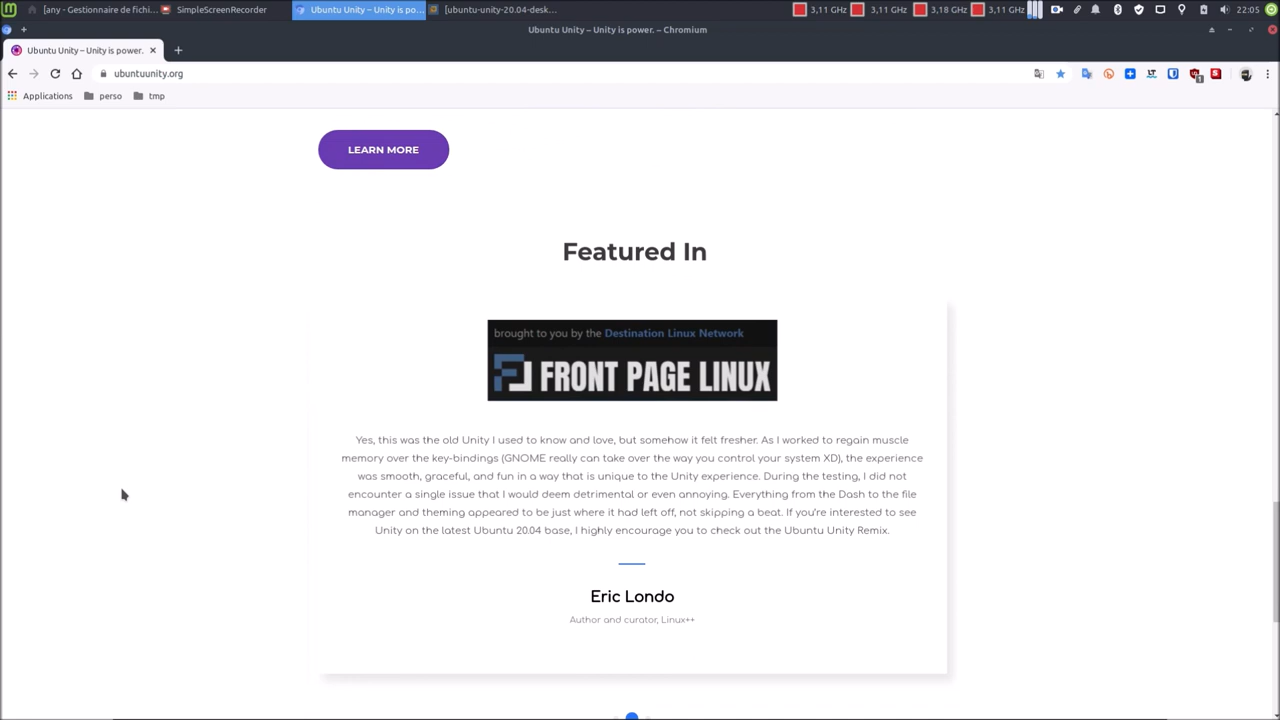 [any - Gestionnaire de fichi...
SimpleScreenRecorder
Ubuntu Unity – Unity is po...
[ubuntu-unity-20.04-desk...
3,11 GHz
3,11 GHz
3,18 GHz
3,11 GHz
22:05
Ubuntu Unity – Unity is power. – Chromium
Ubuntu Unity – Unity is power.
ubuntuunity.org
Applications
perso
tmp
LEARN MORE
Featured In
brought to you by the Destination Linux Network
FRONT PAGE LINUX
Yes, this was the old Unity I used to know and love, but somehow it felt fresher. As I worked to regain muscle
memory over the key-bindings (GNOME really can take over the way you control your system XD), the experience
was smooth, graceful, and fun in a way that is unique to the Unity experience. During the testing, I did not
encounter a single issue that I would deem detrimental or even annoying. Everything from the Dash to the file
manager and theming appeared to be just where it had left off, not skipping a beat. If you're interested to see
Unity on the latest Ubuntu 20.04 base, I highly encourage you to check out the Ubuntu Unity Remix.
Eric Londo
Author and curator, Linux++